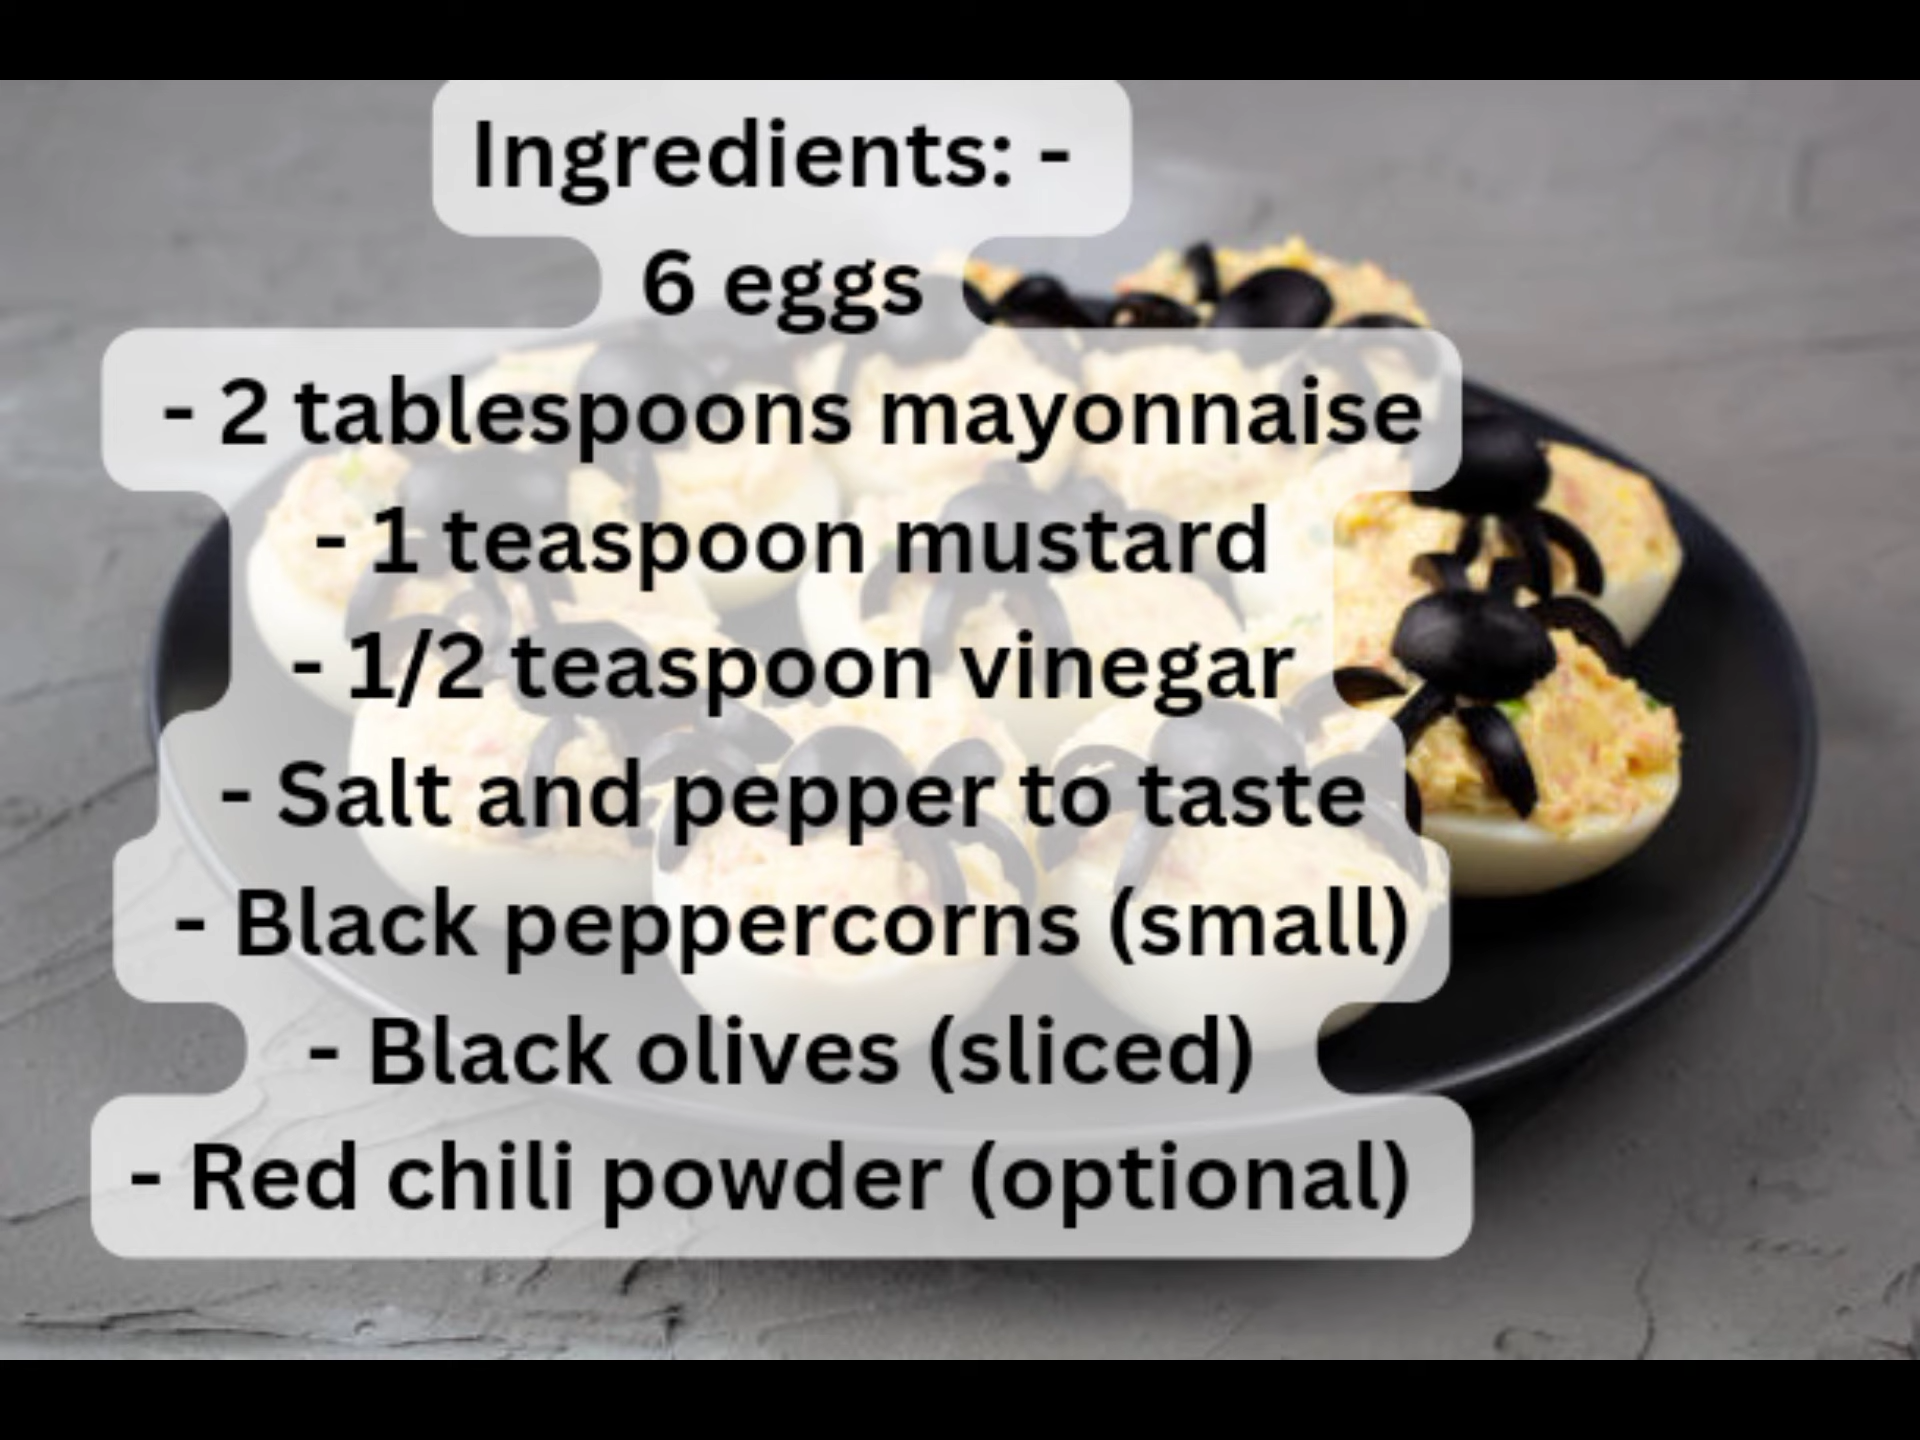 Ingredients: -
6 eggs
- 2 tablespoons mayonnaise
- 1 teaspoon mustard
- 1/2 teaspoon vinegar
- Salt and pepper to taste
- Black peppercorns (small)
- Black olives (sliced)
- Red chili powder (optional)